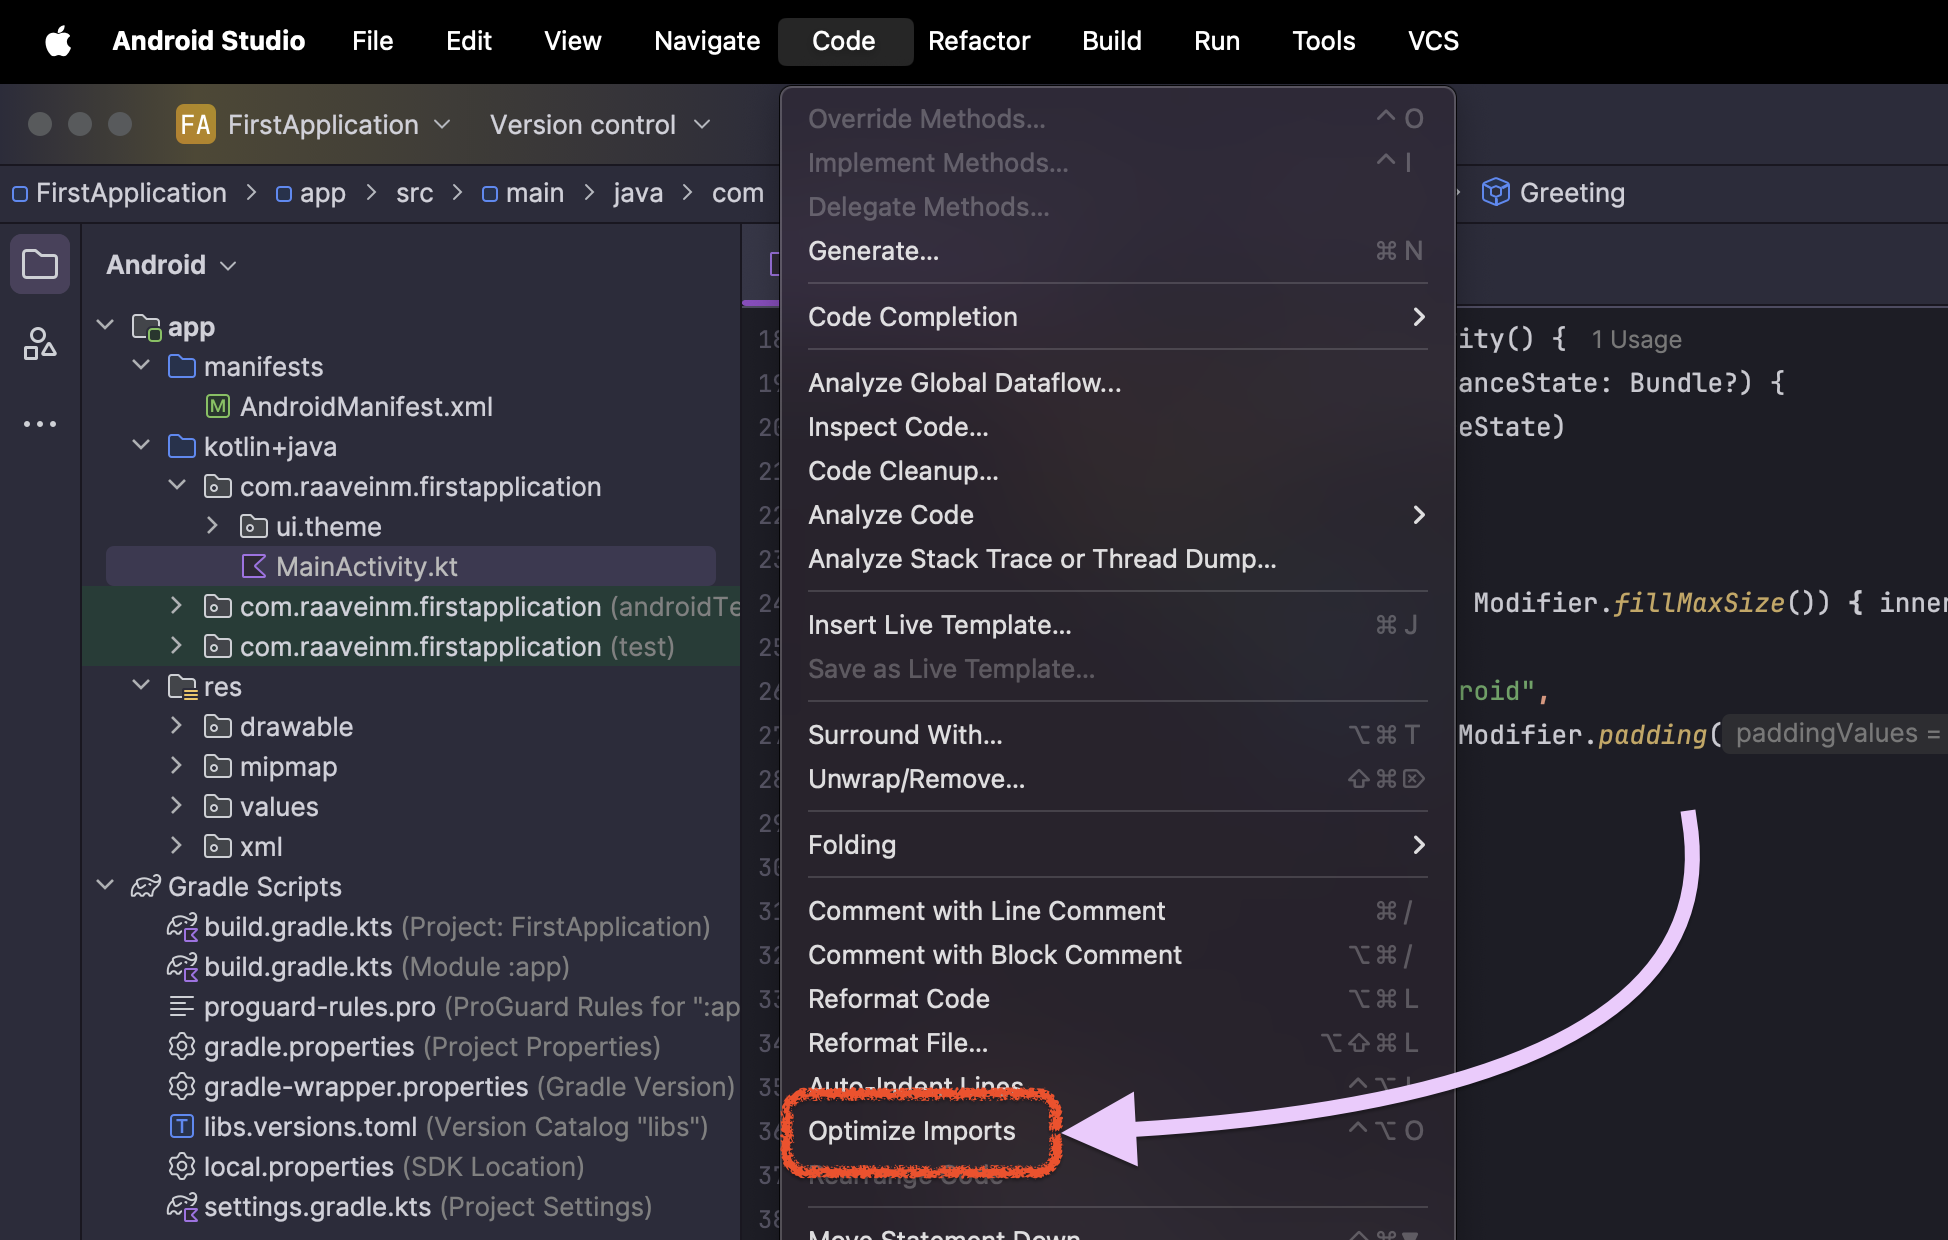 Android Studio File Edit View Navigate Code Refactor Build Run Tools VCS
FA FirstApplication Version control
FirstApplication app src main java com Greeting
Android
app
manifests
M AndroidManifest.xml
kotlin+java
com.raaveinm.firstapplication
ui.theme
MainActivity.kt
com.raaveinm.firstapplication (androidTe
com.raaveinm.firstapplication (test)
res
drawable
mipmap
values
xml
Gradle Scripts
build.gradle.kts (Project: FirstApplication)
build.gradle.kts (Module :app)
proguard-rules.pro (ProGuard Rules for ":ap
gradle.properties (Project Properties)
gradle-wrapper.properties (Gradle Version)
T libs.versions.toml (Version Catalog "libs")
local.properties (SDK Location)
settings.gradle.kts (Project Settings)
Override Methods... ⌃ O
Implement Methods... ⌃ I
Delegate Methods...
Generate... ⌘ N
Code Completion
Analyze Global Dataflow...
Inspect Code...
Code Cleanup...
Analyze Code
Analyze Stack Trace or Thread Dump...
Insert Live Template... ⌘ J
Save as Live Template...
Surround With... ⌥ ⌘ T
Unwrap/Remove... ⇧ ⌘ ⌦
Folding
Comment with Line Comment ⌘ /
Comment with Block Comment ⌥ ⌘ /
Reformat Code ⌥ ⌘ L
Reformat File... ⌥ ⇧ ⌘ L
Auto-Indent Lines ⌃ ⌥ I
Optimize Imports ⌃ ⌥ O
Rearrange Code
Move Statement Down
ity() { 1 Usage
anceState: Bundle?) {
eState)
Modifier.fillMaxSize()) { inner
roid",
Modifier.padding( paddingValues =